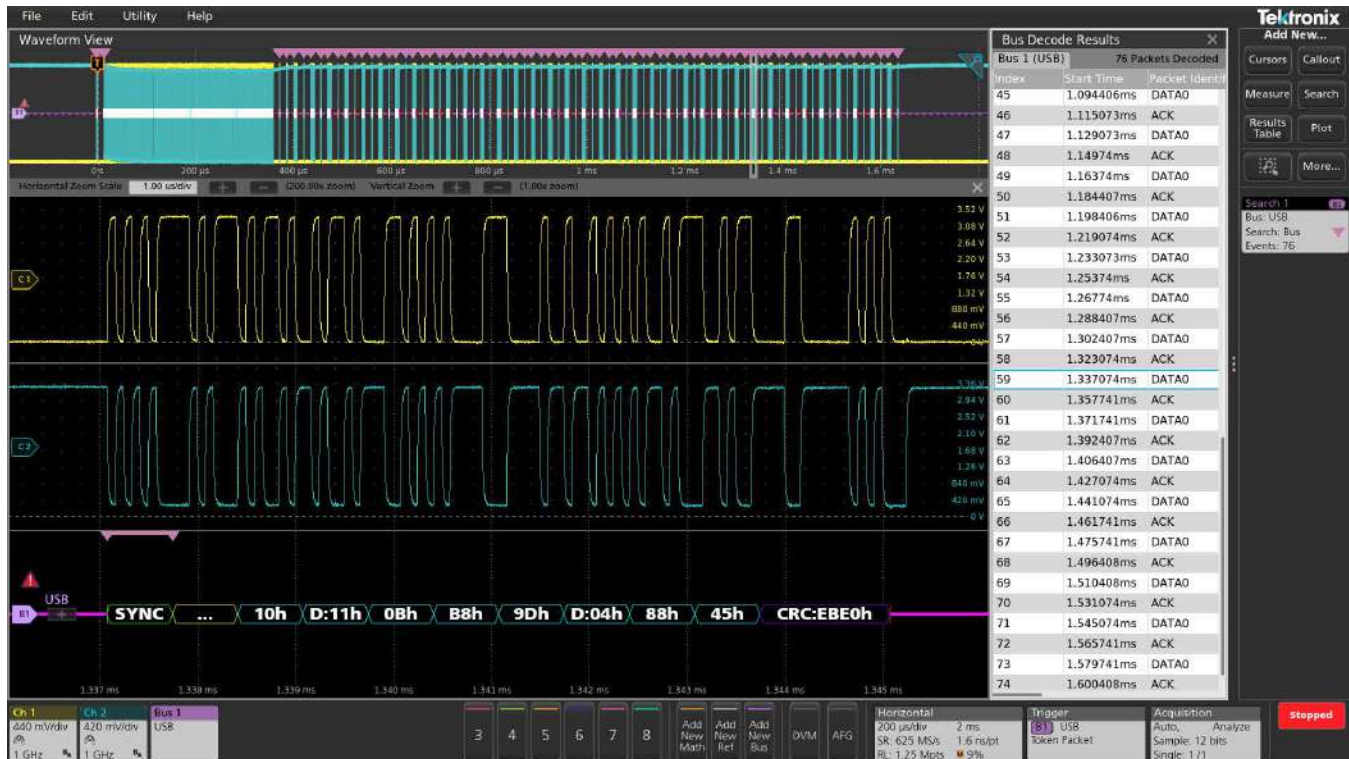 File Edit Utility Help
Tektronix
Waveform View
T
B1
0 s 200 µs 400 µs 600 µs 800 µs 1 ms 1.2 ms 1.4 ms 1.6 ms
Horizontal Zoom Scale 1.00 us/div + - (200.00x zoom) Vertical Zoom + - (1.00x zoom)
3.52 V
3.08 V
2.64 V
2.20 V
C1
1.76 V
1.32 V
880 mV
440 mV
0 V
3.36 V
2.94 V
2.52 V
2.10 V
C2
1.68 V
1.26 V
840 mV
420 mV
0 V
USB
B1 + SYNC ... 10h D:11h 0Bh B8h 9Dh D:04h 88h 45h CRC:EBE0h
1.337 ms 1.338 ms 1.339 ms 1.340 ms 1.341 ms 1.342 ms 1.343 ms 1.344 ms 1.345 ms
Bus Decode Results
Bus 1 (USB) 76 Packets Decoded
Index Start Time Packet Identif
45 1.094406ms DATA0
46 1.115073ms ACK
47 1.129073ms DATA0
48 1.14974ms ACK
49 1.16374ms DATA0
50 1.184407ms ACK
51 1.198406ms DATA0
52 1.219074ms ACK
53 1.233073ms DATA0
54 1.25374ms ACK
55 1.26774ms DATA0
56 1.288407ms ACK
57 1.302407ms DATA0
58 1.323074ms ACK
59 1.337074ms DATA0
60 1.357741ms ACK
61 1.371741ms DATA0
62 1.392407ms ACK
63 1.406407ms DATA0
64 1.427074ms ACK
65 1.441074ms DATA0
66 1.461741ms ACK
67 1.475741ms DATA0
68 1.496408ms ACK
69 1.510408ms DATA0
70 1.531074ms ACK
71 1.545074ms DATA0
72 1.565741ms ACK
73 1.579741ms DATA0
74 1.600408ms ACK
Add New...
Cursors Callout
Measure Search
Results Table
Plot
More...
Search 1 B1
Bus: USB
Search: Bus
Events: 76
Ch 1
440 mV/div
1 GHz
Ch 2
420 mV/div
1 GHz
Bus 1
USB
3 4 5 6 7 8
Add New Math
Add New Ref
Add New Bus
DVM AFG
Horizontal
200 µs/div 2 ms
SR: 625 MS/s 1.6 ns/pt
RL: 1.25 Mpts 9%
Trigger
B1 USB
Token Packet
Acquisition
Auto, Analyze
Sample: 12 bits
Single: 1 /1
Stopped